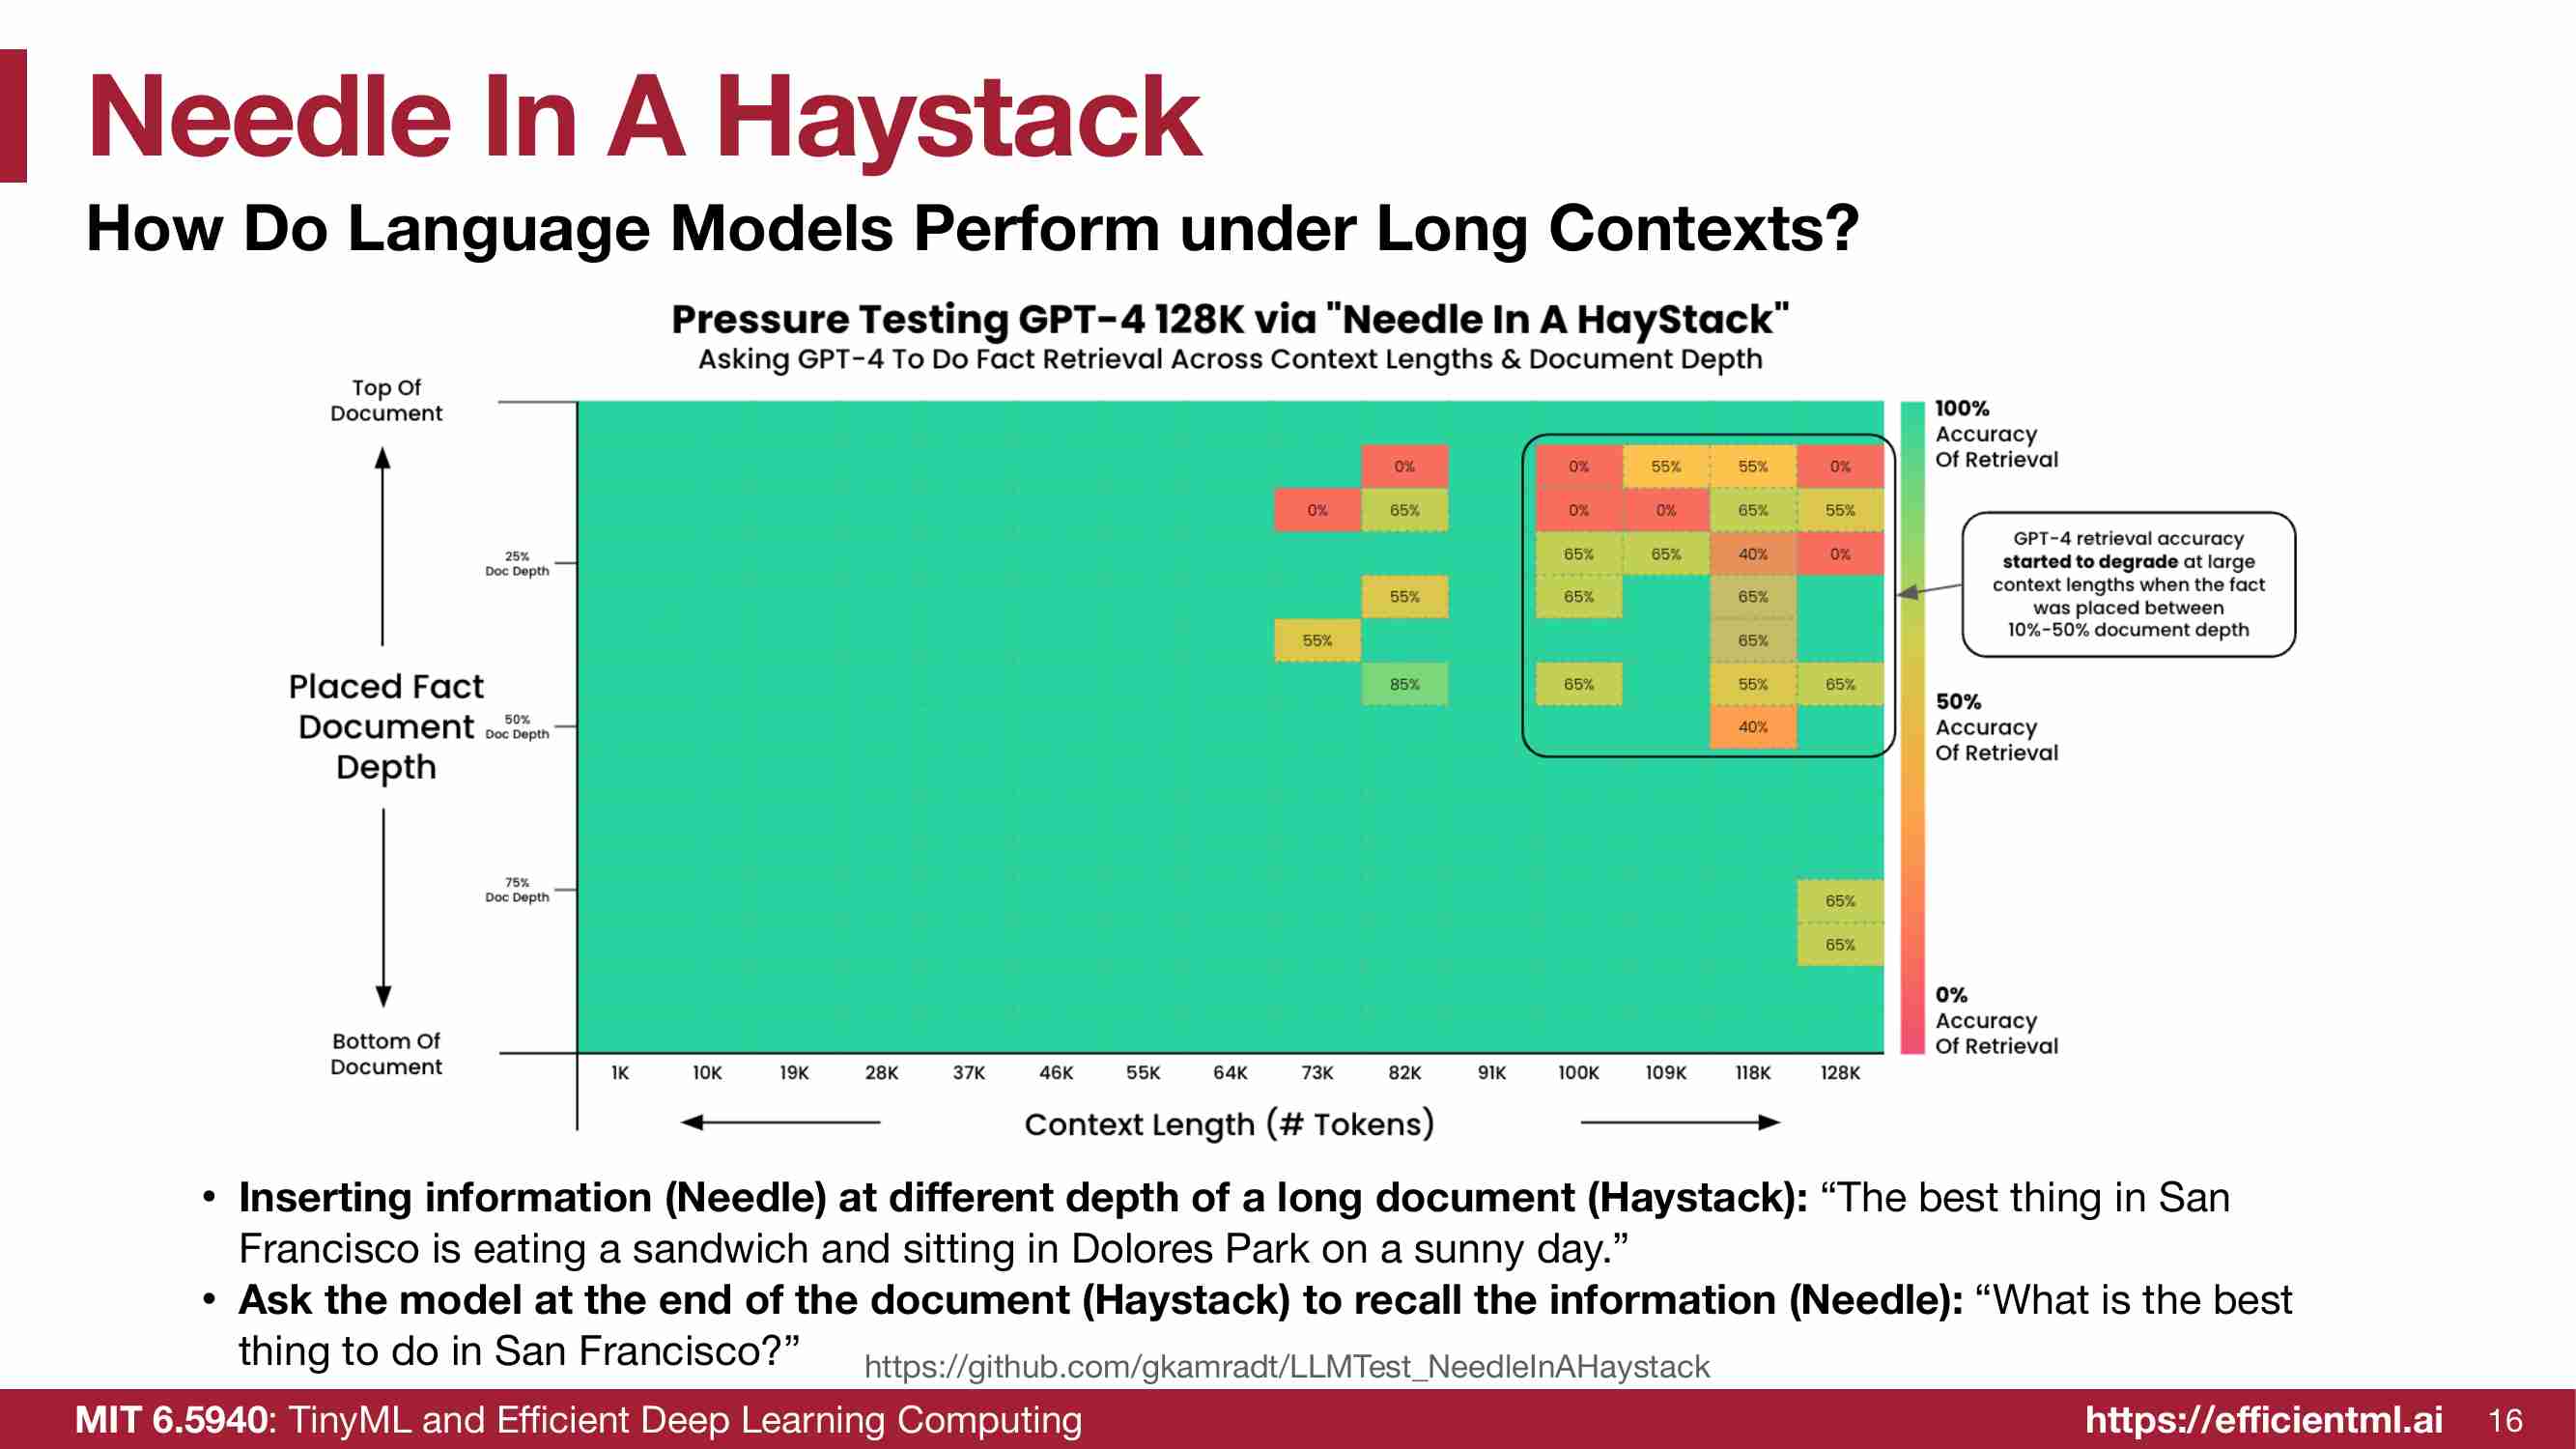 Needle In A Haystack
How Do Language Models Perform under Long Contexts?
Pressure Testing GPT-4 128K via "Needle In A HayStack"
Asking GPT-4 To Do Fact Retrieval Across Context Lengths & Document Depth
Top Of
Document
25%
Doc Depth
Placed Fact
Document
Depth
50%
Doc Depth
75%
Doc Depth
Bottom Of
Document
0% 0% 55% 55% 0%
0% 65% 0% 0% 65% 55%
65% 65% 40% 0%
55% 65% 65%
55% 65%
85% 65% 55% 65%
40%
65%
65%
100%
Accuracy
Of Retrieval
GPT-4 retrieval accuracy
started to degrade at large
context lengths when the fact
was placed between
10%-50% document depth
50%
Accuracy
Of Retrieval
0%
Accuracy
Of Retrieval
1K 10K 19K 28K 37K 46K 55K 64K 73K 82K 91K 100K 109K 118K 128K
Context Length (# Tokens)
• Inserting information (Needle) at different depth of a long document (Haystack): “The best thing in San
Francisco is eating a sandwich and sitting in Dolores Park on a sunny day.”
• Ask the model at the end of the document (Haystack) to recall the information (Needle): “What is the best
thing to do in San Francisco?”
https://github.com/gkamradt/LLMTest_NeedleInAHaystack
MIT 6.5940: TinyML and Efficient Deep Learning Computing
https://efficientml.ai 16